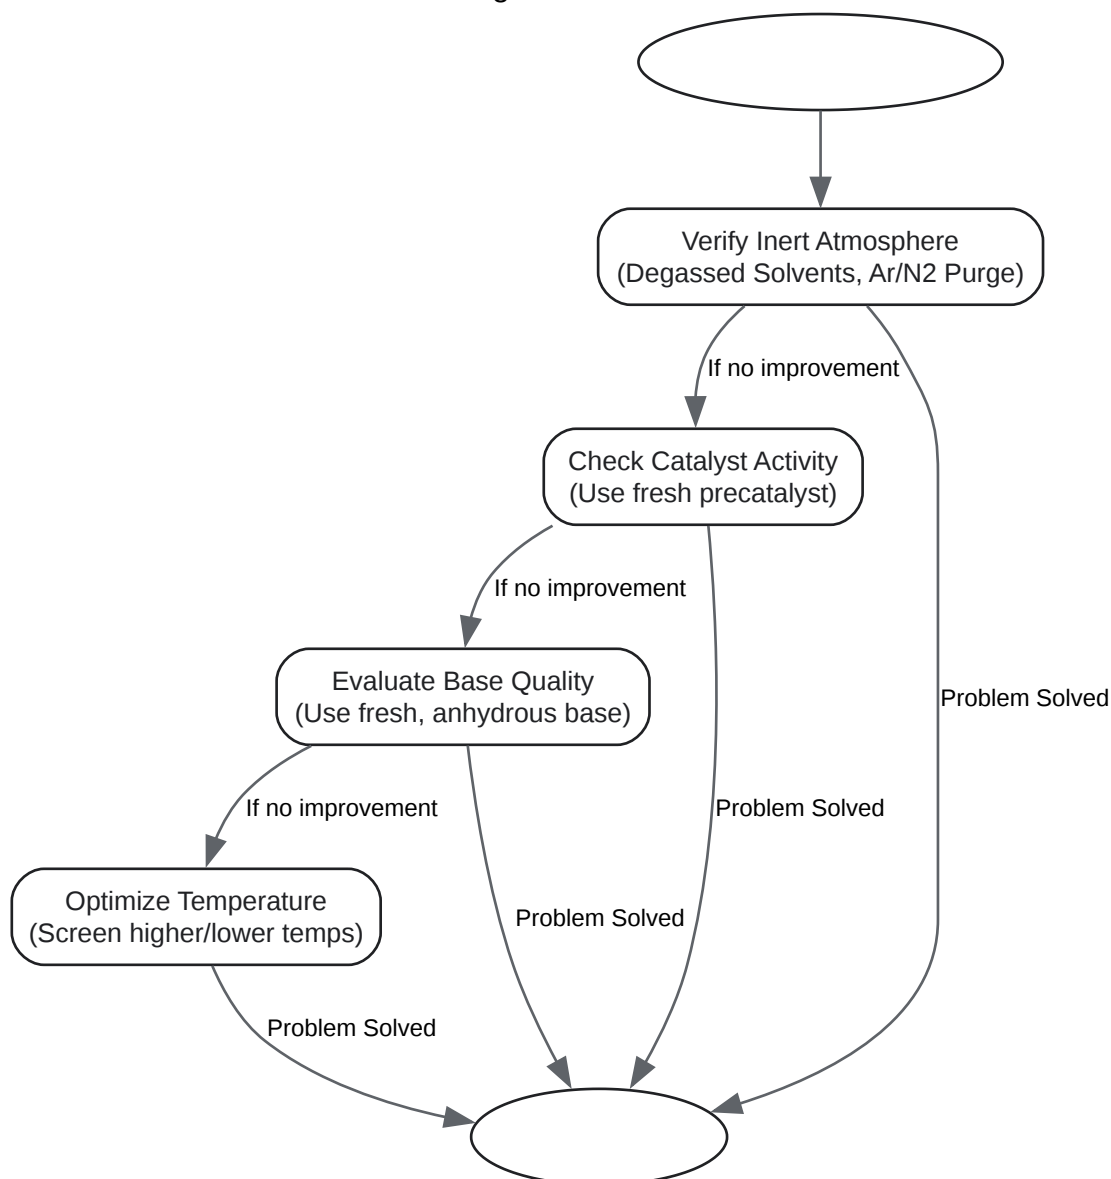 Verify Inert Atmosphere
(Degassed Solvents, Ar/N2 Purge)
If no improvement
Check Catalyst Activity
(Use fresh precatalyst)
If no improvement
Evaluate Base Quality
(Use fresh, anhydrous base)
Problem Solved
If no improvement
Problem Solved
Optimize Temperature
(Screen higher/lower temps)
Problem Solved
Problem Solved